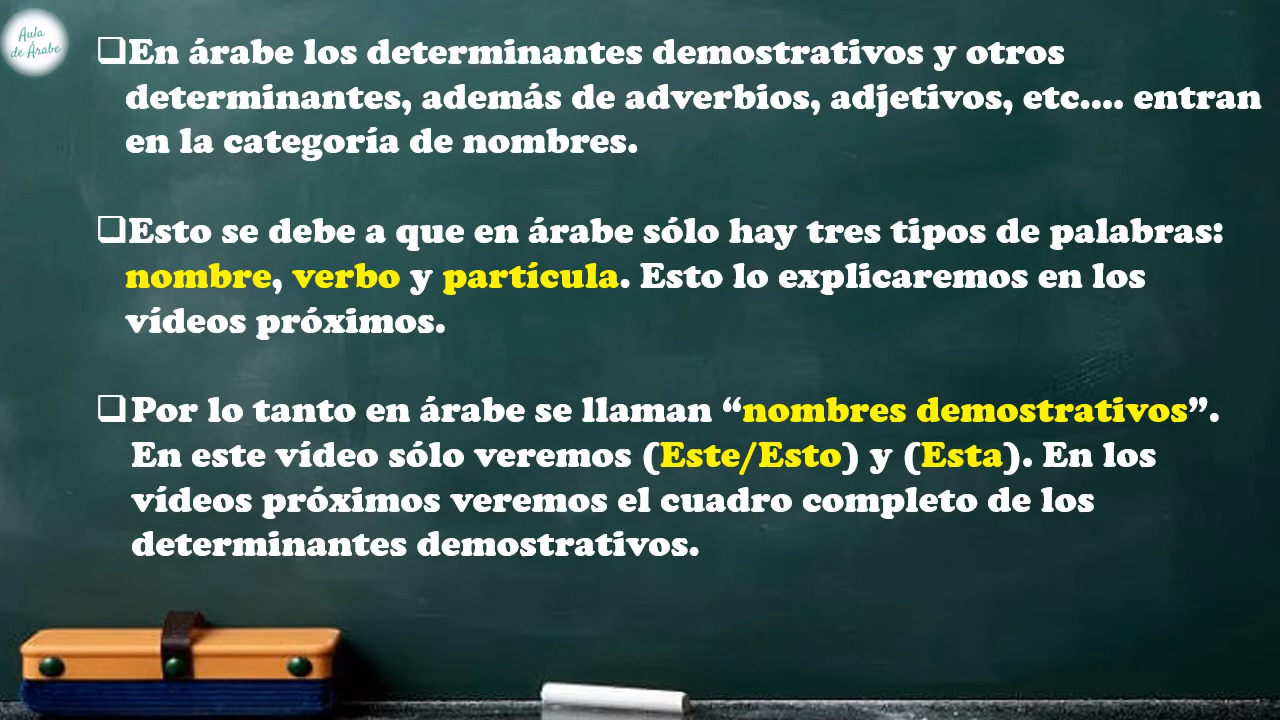 Aula
de Árabe
❑En árabe los determinantes demostrativos y otros
determinantes, además de adverbios, adjetivos, etc.... entran
en la categoría de nombres.
❑Esto se debe a que en árabe sólo hay tres tipos de palabras:
nombre, verbo y partícula. Esto lo explicaremos en los
vídeos próximos.
❑Por lo tanto en árabe se llaman “nombres demostrativos”.
En este vídeo sólo veremos (Este/Esto) y (Esta). En los
vídeos próximos veremos el cuadro completo de los
determinantes demostrativos.